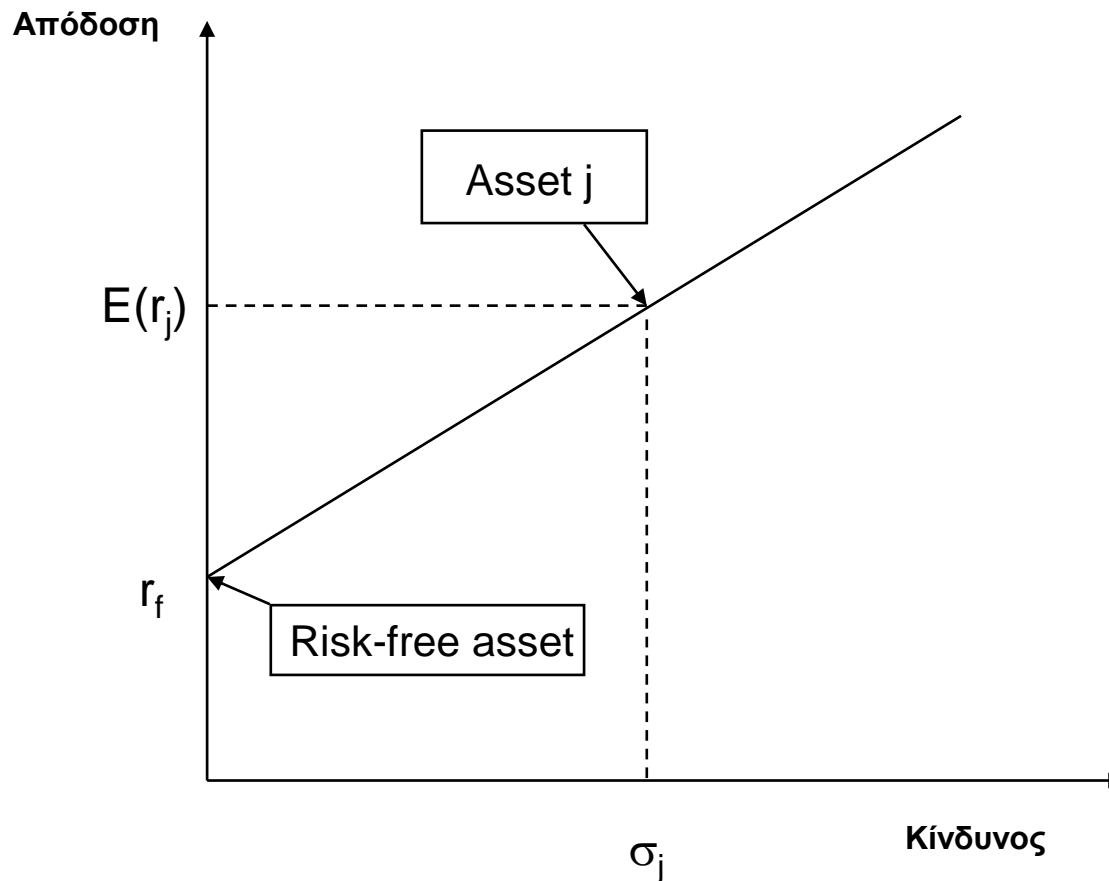 Απόδοση
Asset j
E(rj)
rf
Risk-free asset
Κίνδυνος
σj